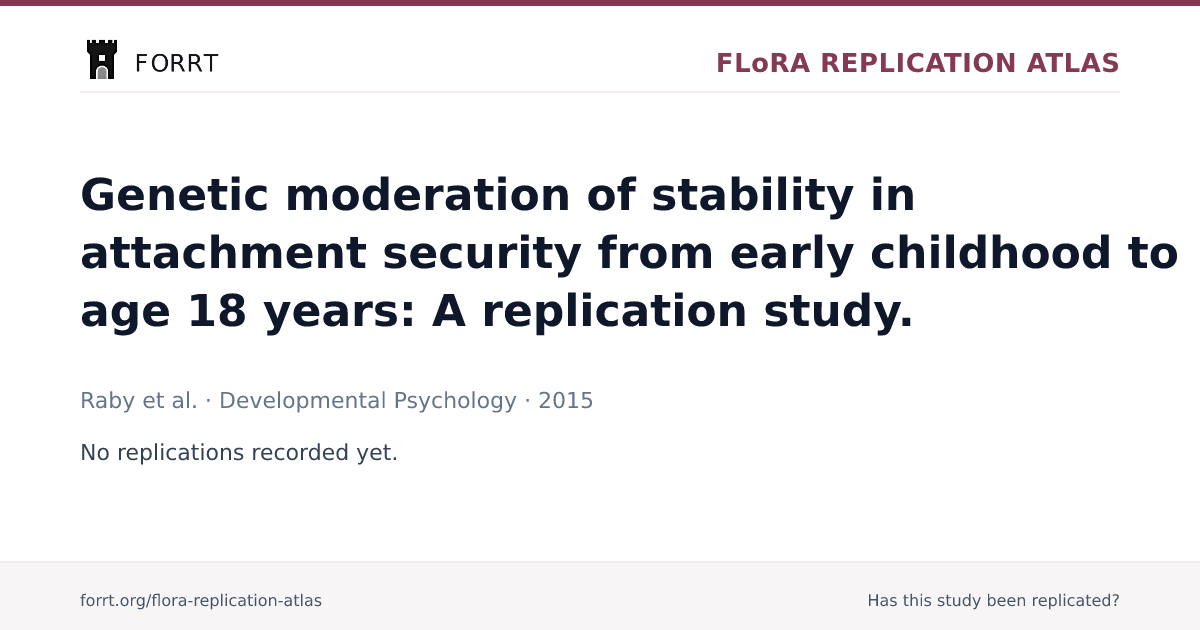 FORRT
FLoRA REPLICATION ATLAS
Genetic moderation of stability in
attachment security from early childhood to
age 18 years: A replication study.
Raby et al. · Developmental Psychology · 2015
No replications recorded yet.
forrt.org/flora-replication-atlas
Has this study been replicated?